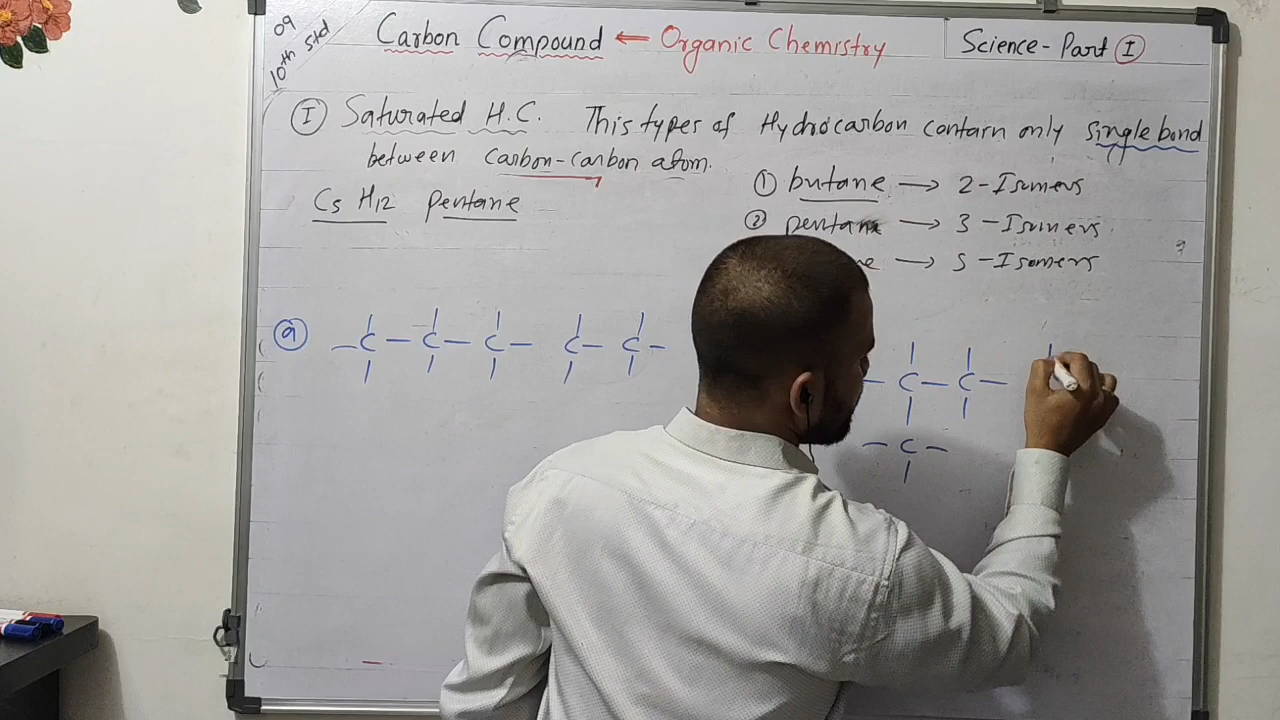 09
10th std
Carbon Compound ⇐ Organic Chemistry
Science-Part I
I Saturated H.C. This types of Hydrocarbon contain only single bond
between Carbon-carbon atom.
① butane → 2-Isomers
C5 H12 Pentane
② pentane → 3-Isomers
→ 5-Isomers
a
-C-C-C- C-C-
-C-C-
-C-